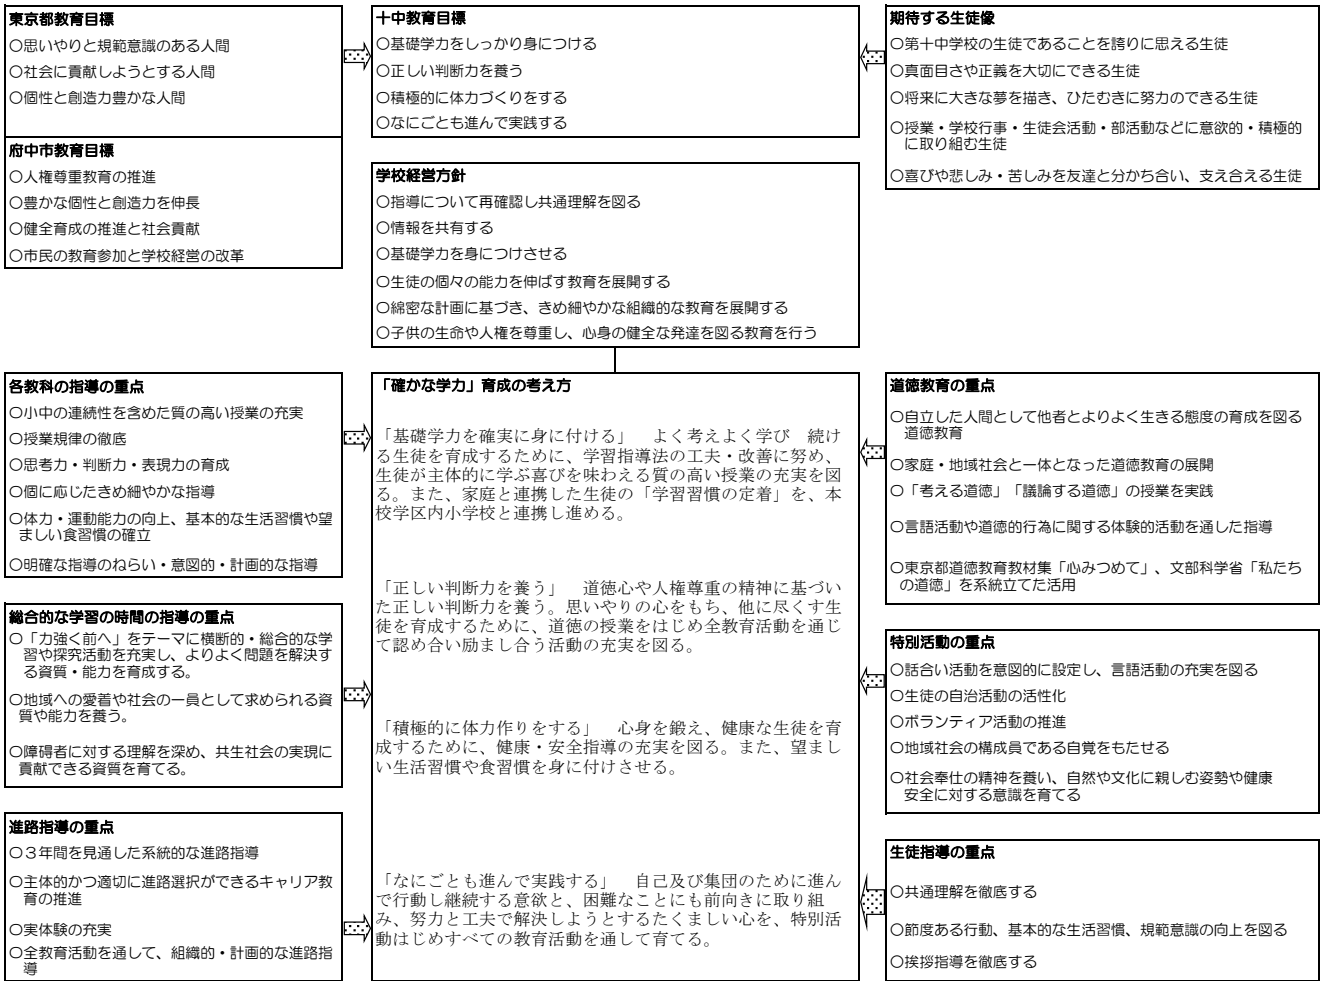 東京都教育目標
○思いやりと規範意識のある人間
○社会に貢献しようとする人間
○個性と創造力豊かな人間
府中市教育目標
○人権尊重教育の推進
○豊かな個性と創造力を伸長
○健全育成の推進と社会貢献
○市民の教育参加と学校経営の改革
十中教育目標
○基礎学力をしっかり身につける
○正しい判断力を養う
○積極的に体力づくりをする
○なにごとも進んで実践する
学校経営方針
○指導について再確認し共通理解を図る
○情報を共有する
○基礎学力を身につけさせる
○生徒の個々の能力を伸ばす教育を展開する
○綿密な計画に基づき、きめ細やかな組織的な教育を展開する
○子供の生命や人権を尊重し、心身の健全な発達を図る教育を行う
期待する生徒像
○第十中学校の生徒であることを誇りに思える生徒
○真面目さや正義を大切にできる生徒
○将来に大きな夢を描き、ひたむきに努力のできる生徒
○授業・学校行事・生徒会活動・部活動などに意欲的・積極的
に取り組む生徒
○喜びや悲しみ・苦しみを友達と分かち合い、支え合える生徒
各教科の指導の重点
○小中の連続性を含めた質の高い授業の充実
○授業規律の徹底
○思考力・判断力・表現力の育成
○個に応じたきめ細やかな指導
○体力・運動能力の向上、基本的な生活習慣や望
ましい食習慣の確立
○明確な指導のねらい・意図的・計画的な指導
総合的な学習の時間の指導の重点
○「力強く前へ」をテーマに横断的・総合的な学
習や探究活動を充実し、よりよく問題を解決す
る資質・能力を育成する。
○地域への愛着や社会の一員として求められる資
質や能力を養う。
○障碍者に対する理解を深め、共生社会の実現に
貢献できる資質を育てる。
進路指導の重点
○３年間を見通した系統的な進路指導
○主体的かつ適切に進路選択ができるキャリア教
育の推進
○実体験の充実
○全教育活動を通して、組織的・計画的な進路指
導
「確かな学力」育成の考え方
「基礎学力を確実に身に付ける」　よく考えよく学び　続け
る生徒を育成するために、学習指導法の工夫・改善に努め、
生徒が主体的に学ぶ喜びを味わえる質の高い授業の充実を図
る。また、家庭と連携した生徒の「学習習慣の定着」を、本
校学区内小学校と連携し進める。
「正しい判断力を養う」　道徳心や人権尊重の精神に基づい
た正しい判断力を養う。思いやりの心をもち、他に尽くす生
徒を育成するために、道徳の授業をはじめ全教育活動を通じ
て認め合い励まし合う活動の充実を図る。
「積極的に体力作りをする」　心身を鍛え、健康な生徒を育
成するために、健康・安全指導の充実を図る。また、望まし
い生活習慣や食習慣を身に付けさせる。
「なにごとも進んで実践する」　自己及び集団のために進ん
で行動し継続する意欲と、困難なことにも前向きに取り組
み、努力と工夫で解決しようとするたくましい心を、特別活
動はじめすべての教育活動を通して育てる。
道徳教育の重点
○自立した人間として他者とよりよく生きる態度の育成を図る
道徳教育
○家庭・地域社会と一体となった道徳教育の展開
○「考える道徳」「議論する道徳」の授業を実践
○言語活動や道徳的行為に関する体験的活動を通した指導
○東京都道徳教育教材集「心みつめて」、文部科学省「私たち
の道徳」を系統立てた活用
特別活動の重点
○話合い活動を意図的に設定し、言語活動の充実を図る
○生徒の自治活動の活性化
○ボランティア活動の推進
○地域社会の構成員である自覚をもたせる
○社会奉仕の精神を養い、自然や文化に親しむ姿勢や健康
安全に対する意識を育てる
生徒指導の重点
○共通理解を徹底する
○節度ある行動、基本的な生活習慣、規範意識の向上を図る
○挨拶指導を徹底する